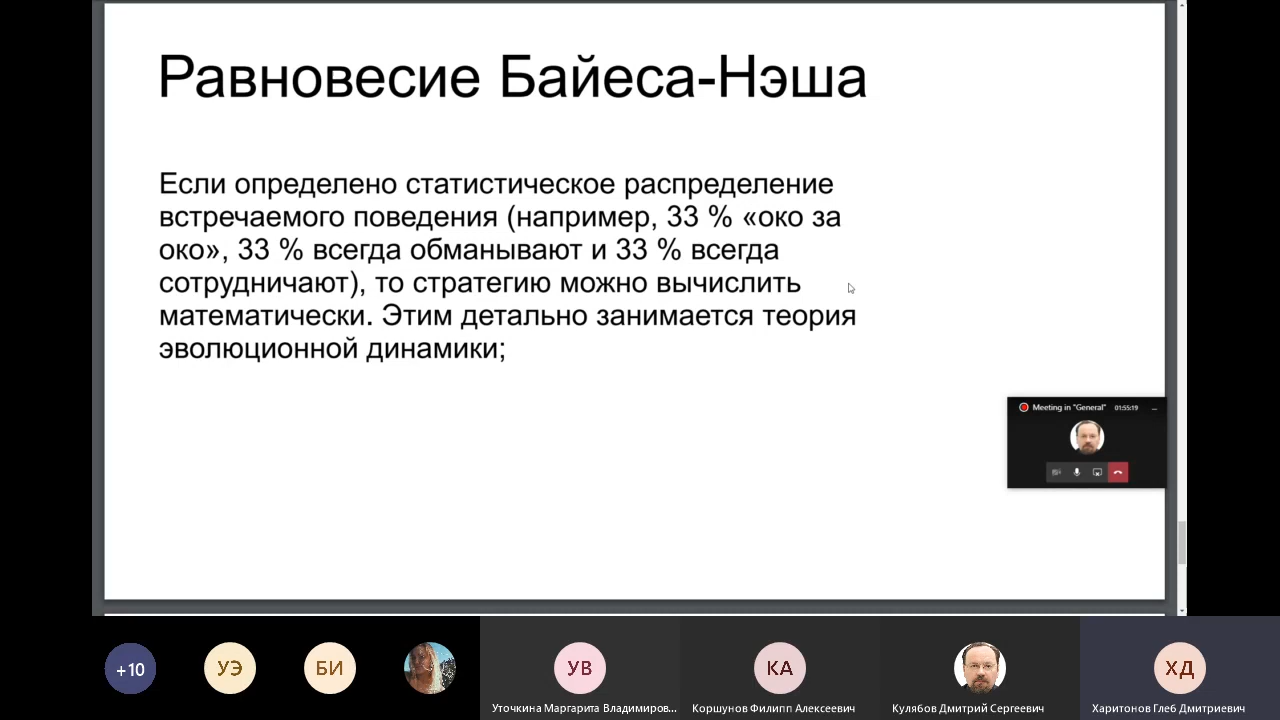 Равновесие Байеса-Нэша
Если определено статистическое распределение
встречаемого поведения (например, 33 % «око за
око», 33 % всегда обманывают и 33 % всегда
сотрудничают), то стратегию можно вычислить
математически. Этим детально занимается теория
эволюционной динамики;
Meeting in "General" 01:55:19
+10
УЭ
БИ
УВ
КА
ХД
Уточкина Маргарита Владимиров...
Коршунов Филипп Алексеевич
Кулябов Дмитрий Сергеевич
Харитонов Глеб Дмитриевич